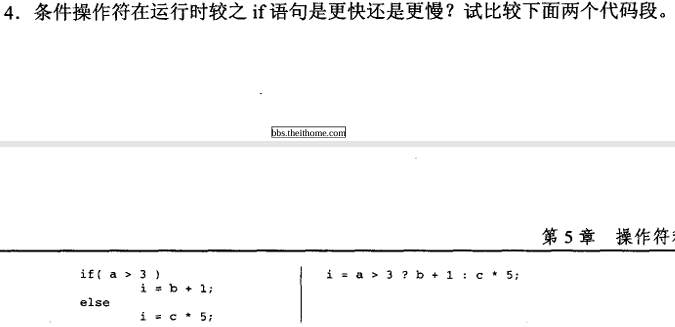 4. 条件操作符在运行时较之 if 语句是更快还是更慢？试比较下面两个代码段。
bbs.theithome.com
第 5 章 操作符
if( a > 3 )
i = b + 1;
else
i = c * 5;
i = a > 3 ? b + 1 : c * 5;